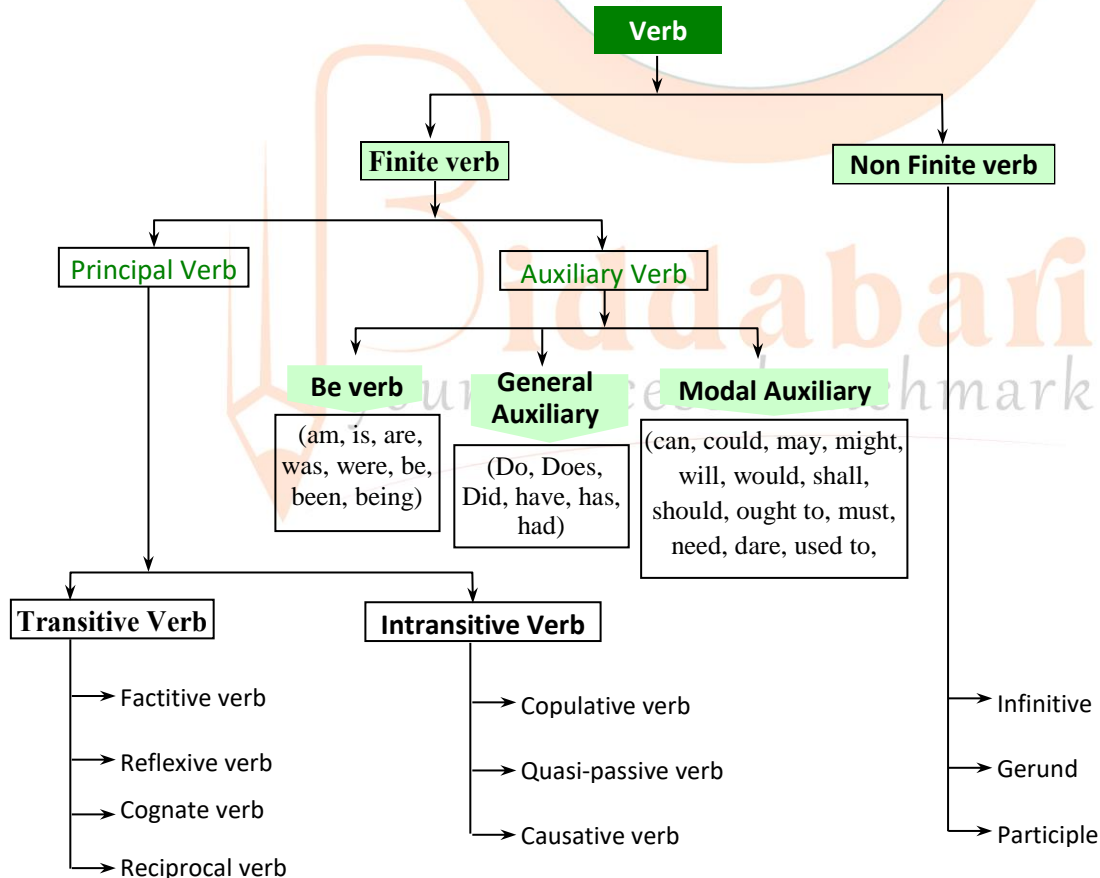 Verb
Finite verb
Non Finite verb
Principal Verb
Auxiliary Verb
Biddabari
Be verb
General
Auxiliary
Modal Auxiliary
(am, is, are,
was, were, be,
been, being)
(Do, Does,
Did, have, has,
had)
(can, could, may, might,
will, would, shall,
should, ought to, must,
need, dare, used to,
Transitive Verb
Intransitive Verb
Factitive verb
Reflexive verb
Cognate verb
Reciprocal verb
Copulative verb
Quasi-passive verb
Causative verb
Infinitive
Gerund
Participle